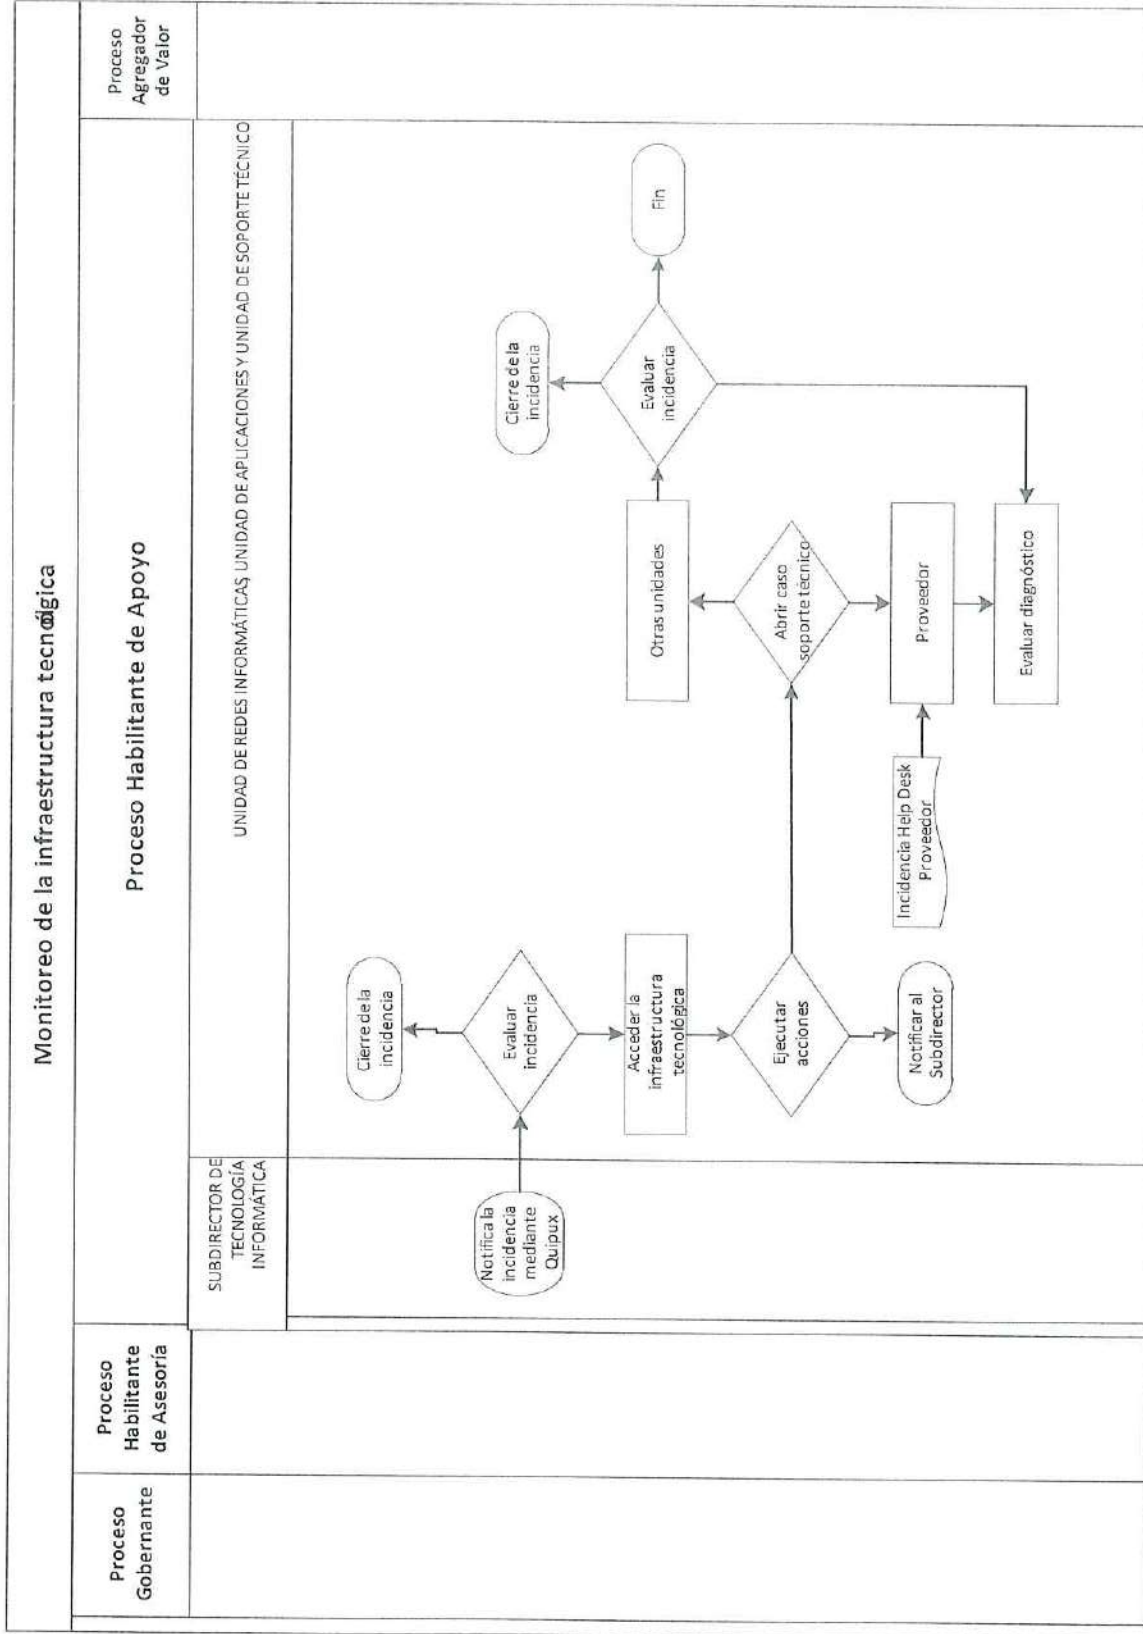 Monitoreo de la infraestructura tecnológica
Proceso
Gobernante
Proceso
Habilitante
de Asesoría
Proceso Habilitante de Apoyo
Proceso
Agregador
de Valor
SUBDIRECTOR DE
TECNOLOGÍA
INFORMÁTICA
UNIDAD DE REDES INFORMÁTICAS, UNIDAD DE APLICACIONES Y UNIDAD DE SOPORTE TÉCNICO
Notifica la
incidencia
mediante
Quipux
Cierre de la
incidencia
Evaluar
incidencia
Acceder la
infraestructura
tecnológica
Ejecutar
acciones
Notificar al
Subdirector
Incidencia Help Desk
Proveedor
Abrir caso
soporte técnico
Otras unidades
Proveedor
Evaluar diagnóstico
Cierre de la
incidencia
Evaluar
incidencia
Fin